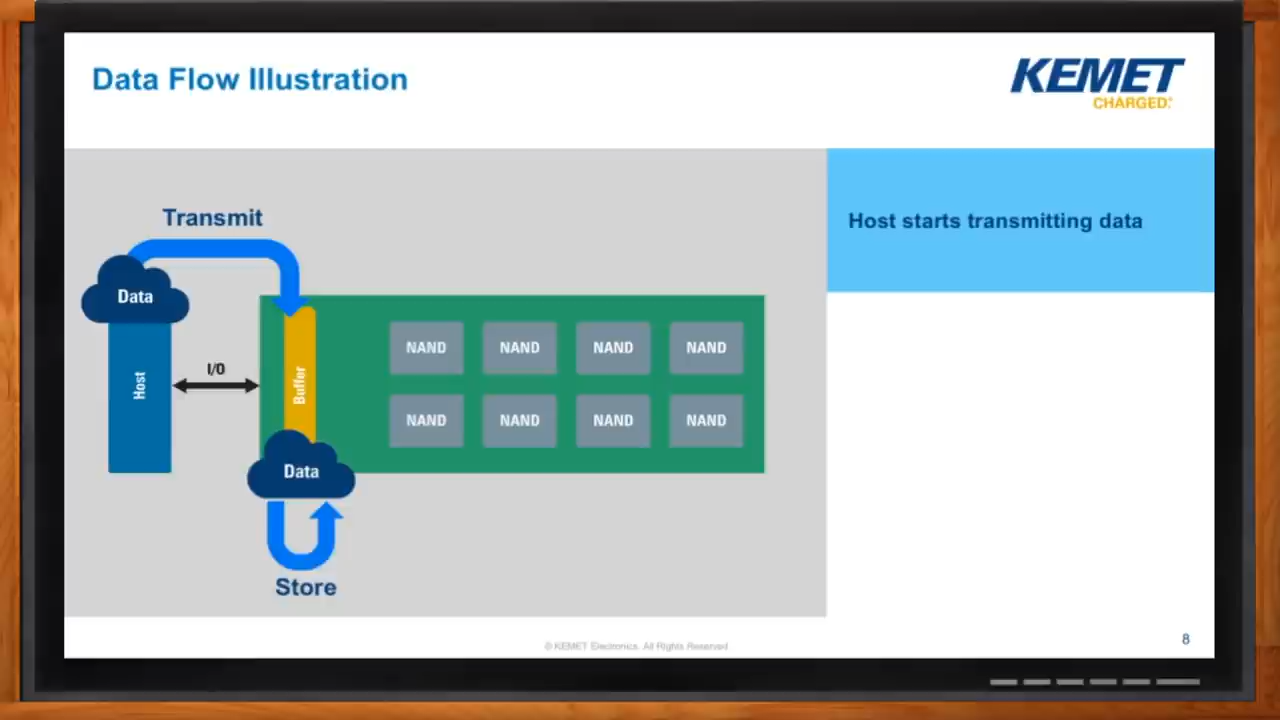 Data Flow Illustration
KEMET
CHARGED.
Transmit
Host starts transmitting data
Data
I/O
Host
Buffer
NAND NAND NAND NAND
NAND NAND NAND NAND
Data
Store
© KEMET Electronics. All Rights Reserved
8